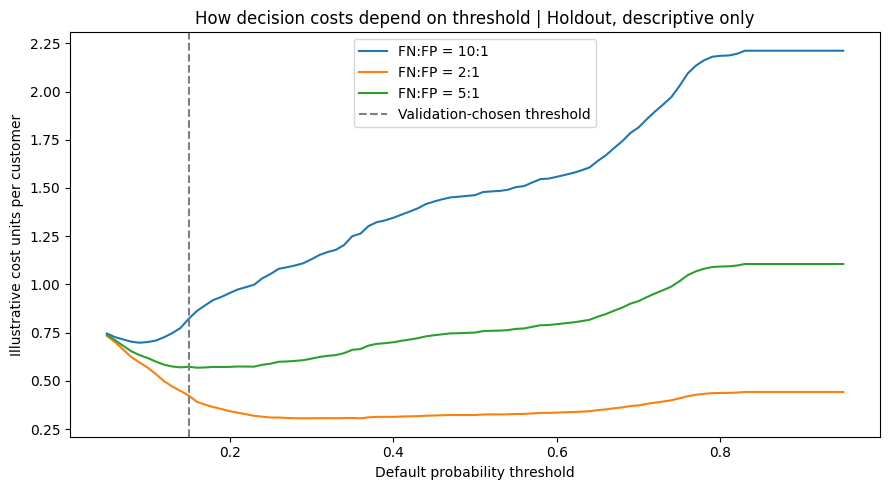 How decision costs depend on threshold | Holdout, descriptive only
FN:FP = 10:1
FN:FP = 2:1
FN:FP = 5:1
Validation-chosen threshold
Illustrative cost units per customer
2.25
2.00
1.75
1.50
1.25
1.00
0.75
0.50
0.25
0.2
0.4
0.6
0.8
Default probability threshold